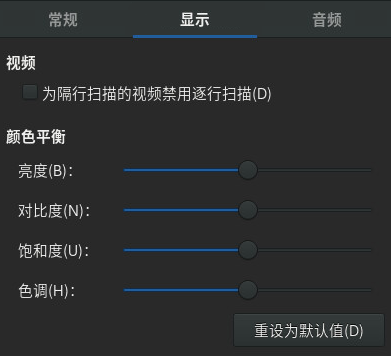 常规 显示 音频
视频
为隔行扫描的视频禁用逐行扫描(D)
颜色平衡
亮度(B)：
对比度(N)：
饱和度(U)：
色调(H)：
重设为默认值(D)